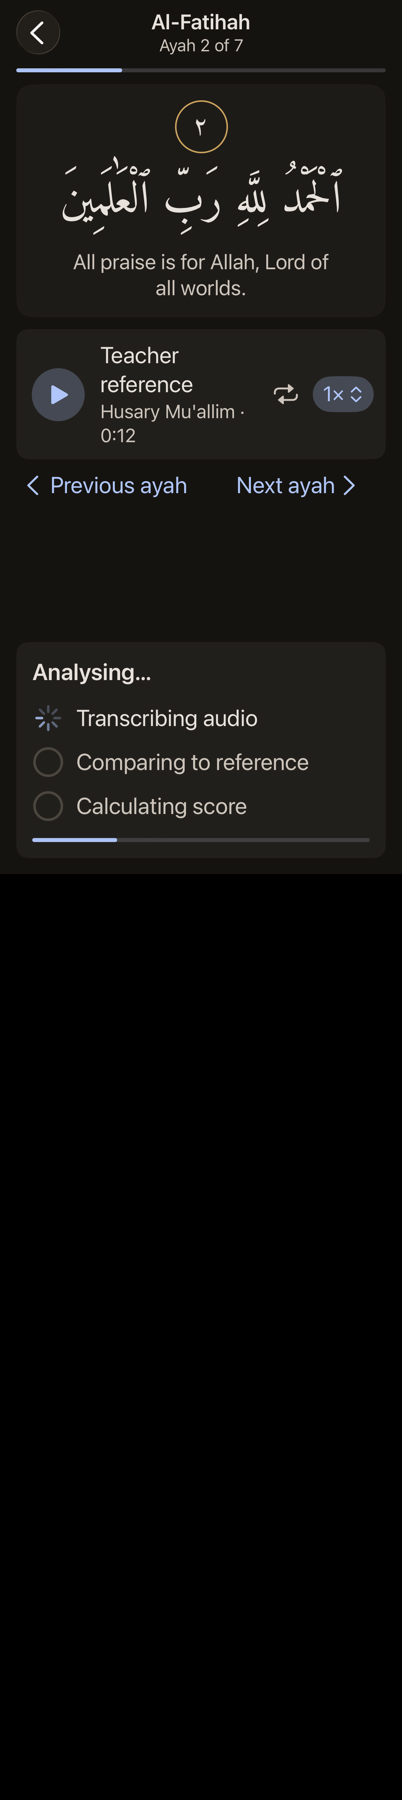 Al-Fatihah
Ayah 2 of 7
٢
ٱلْحَمْدُ لِلَّهِ رَبِّ ٱلْعَٰلَمِينَ
All praise is for Allah, Lord of
all worlds.
Teacher
reference
Husary Mu'allim ·
0:12
1×
Previous ayah
Next ayah
Analysing...
Transcribing audio
Comparing to reference
Calculating score